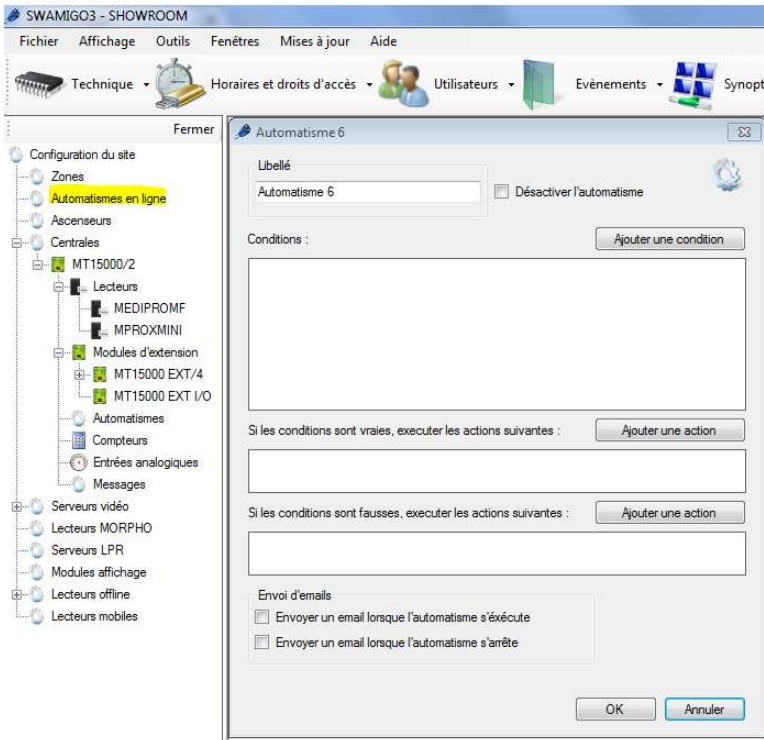 SWAMIGO3 - SHOWROOM
Fichier Affichage Outils Fenêtres Mises à jour Aide
Technique Horaires et droits d'accès Utilisateurs Evènements Synopt
Fermer
Configuration du site
Zones
Automatismes en ligne
Ascenseurs
Centrales
MT15000/2
Lecteurs
MEDIPROMF
MPROXMINI
Modules d'extension
MT15000 EXT/4
MT15000 EXT I/O
Automatismes
Compteurs
Entrées analogiques
Messages
Serveurs vidéo
Lecteurs MORPHO
Serveurs LPR
Modules affichage
Lecteurs offline
Lecteurs mobiles
Automatisme 6
Libellé
Automatisme 6
Désactiver l'automatisme
Conditions :
Ajouter une condition
Si les conditions sont vraies, executer les actions suivantes :
Ajouter une action
Si les conditions sont fausses, executer les actions suivantes :
Ajouter une action
Envoi d'emails
Envoyer un email lorsque l'automatisme s'éxécute
Envoyer un email lorsque l'automatisme s'arrête
OK Annuler